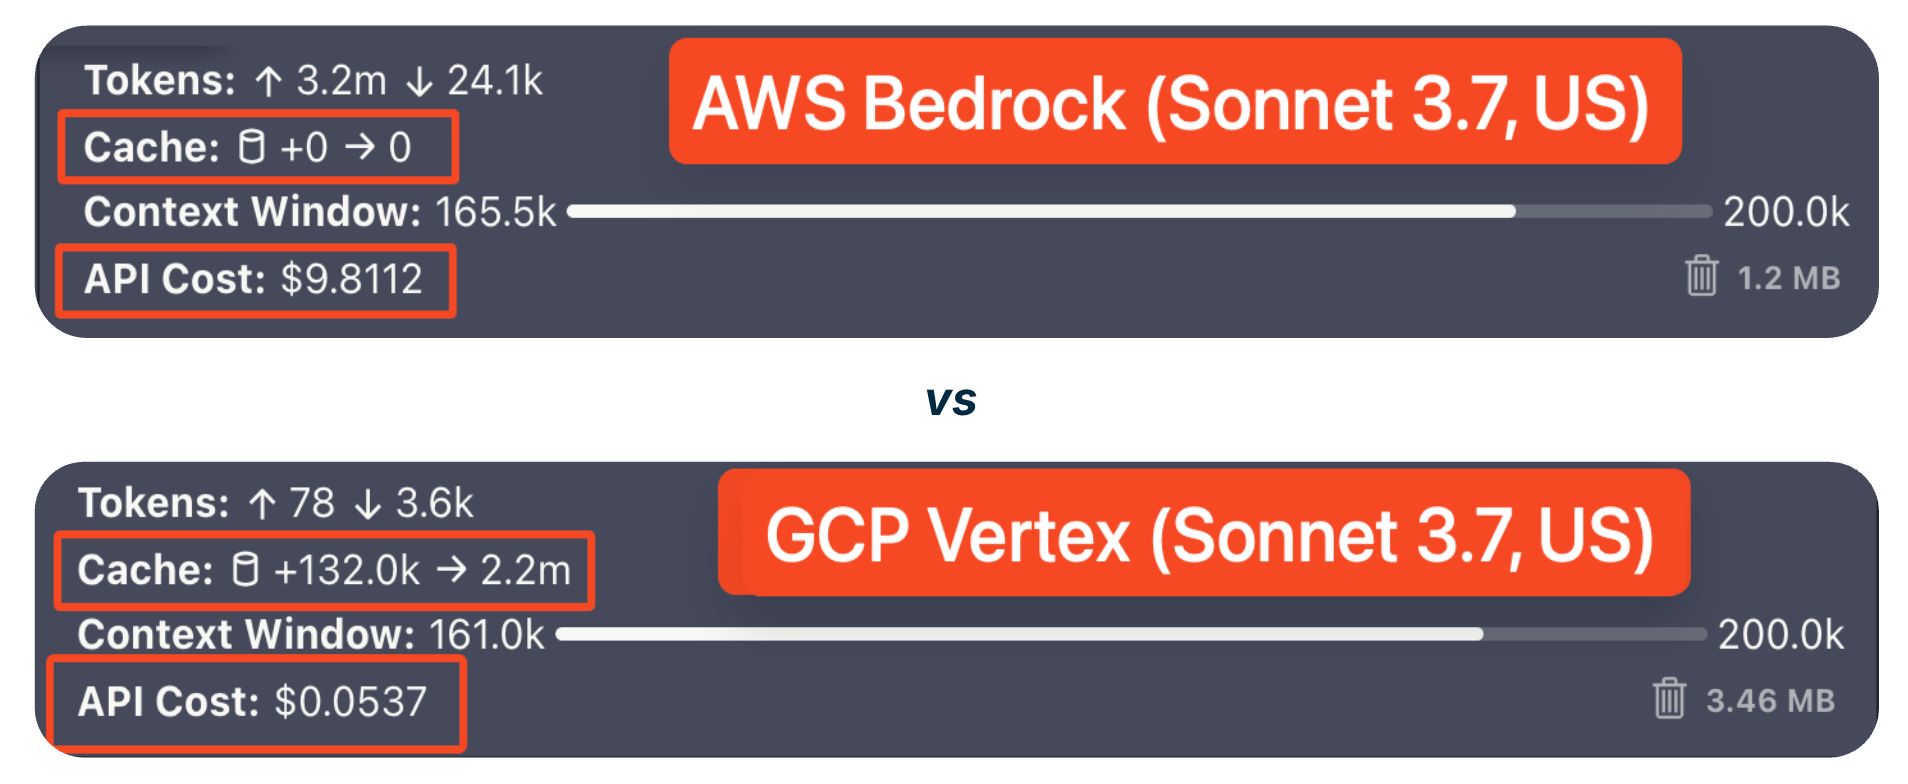 Tokens: ↑ 3.2m ↓ 24.1k
AWS Bedrock (Sonnet 3.7, US)
Cache: +0 → 0
Context Window: 165.5k 200.0k
API Cost: $9.8112
1.2 MB
vs
Tokens: ↑ 78 ↓ 3.6k
GCP Vertex (Sonnet 3.7, US)
Cache: +132.0k → 2.2m
Context Window: 161.0k 200.0k
API Cost: $0.0537
3.46 MB